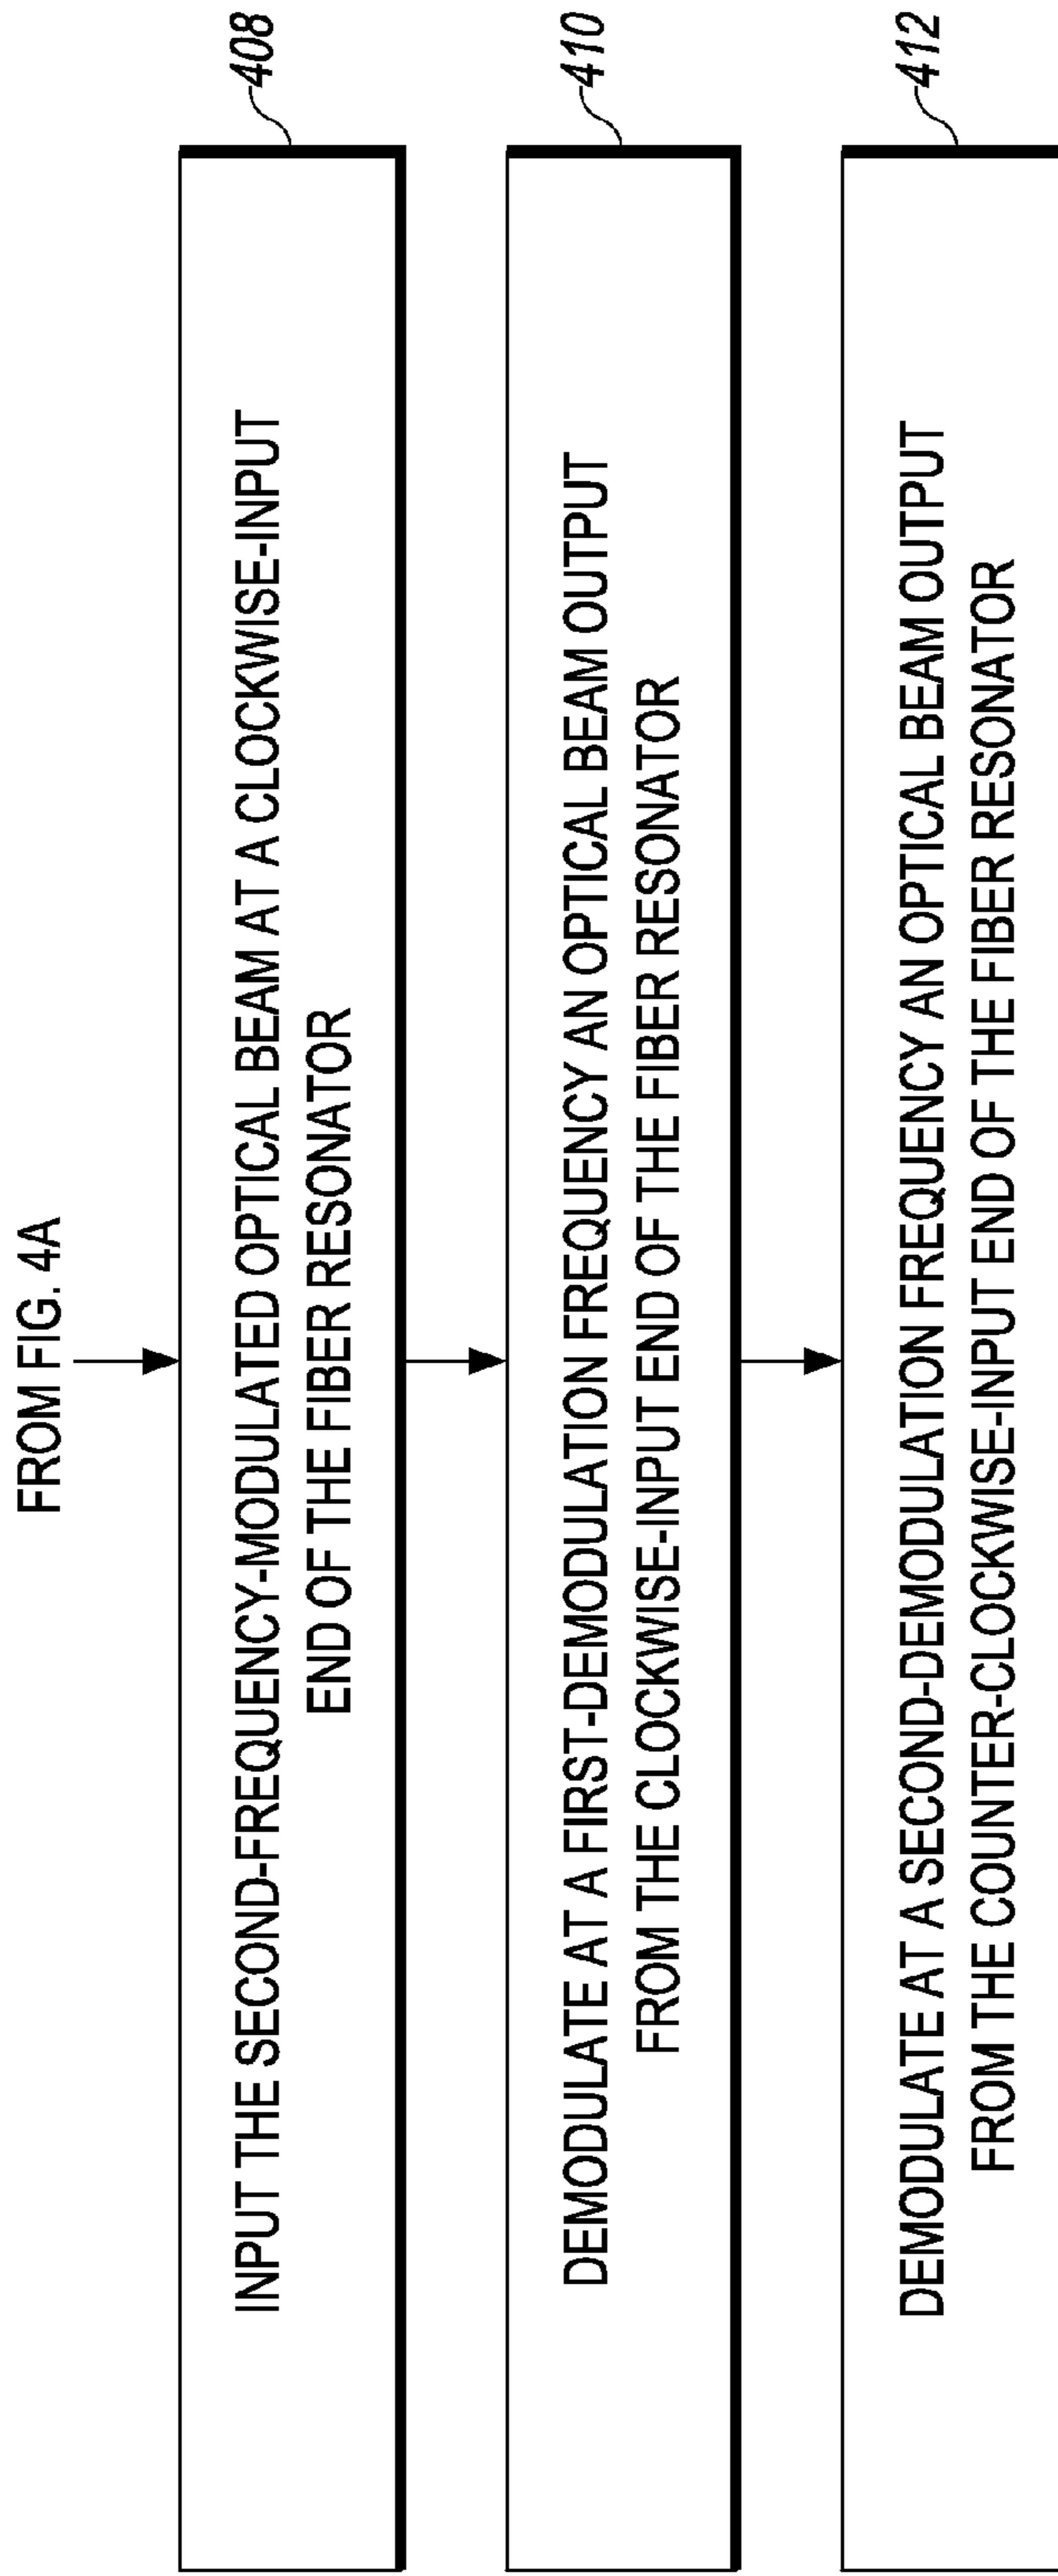 FROM FIG. 4A
408
INPUT THE SECOND-FREQUENCY-MODULATED OPTICAL BEAM AT A CLOCKWISE-INPUT
END OF THE FIBER RESONATOR
410
DEMODULATE AT A FIRST-DEMODULATION FREQUENCY AN OPTICAL BEAM OUTPUT
FROM THE CLOCKWISE-INPUT END OF THE FIBER RESONATOR
412
DEMODULATE AT A SECOND-DEMODULATION FREQUENCY AN OPTICAL BEAM OUTPUT
FROM THE COUNTER-CLOCKWISE-INPUT END OF THE FIBER RESONATOR